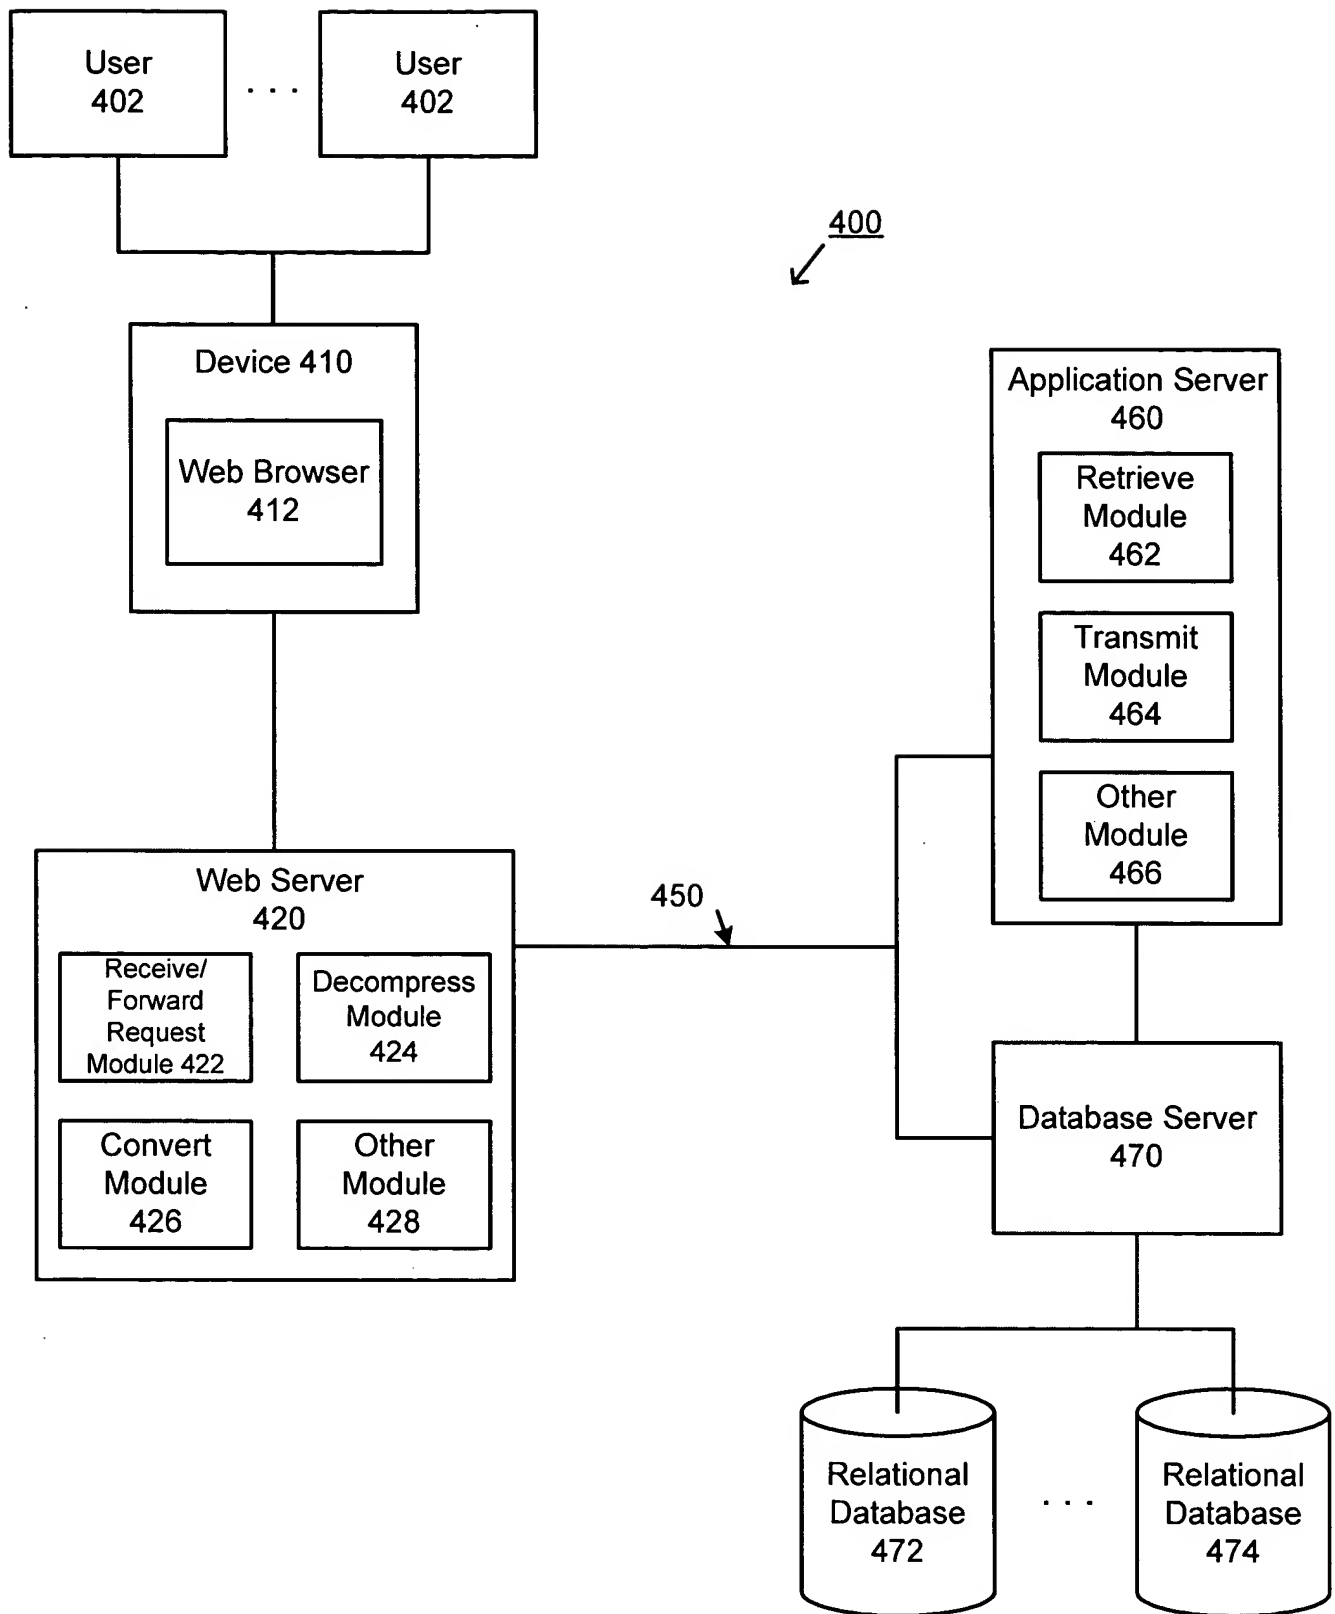 User
402
. . .
User
402
400
Device 410
Web Browser
412
Application Server
460
Retrieve
Module
462
Transmit
Module
464
Other
Module
466
Web Server
420
Receive/
Forward
Request
Module 422
Decompress
Module
424
Convert
Module
426
Other
Module
428
450
Database Server
470
Relational
Database
472
. . .
Relational
Database
474